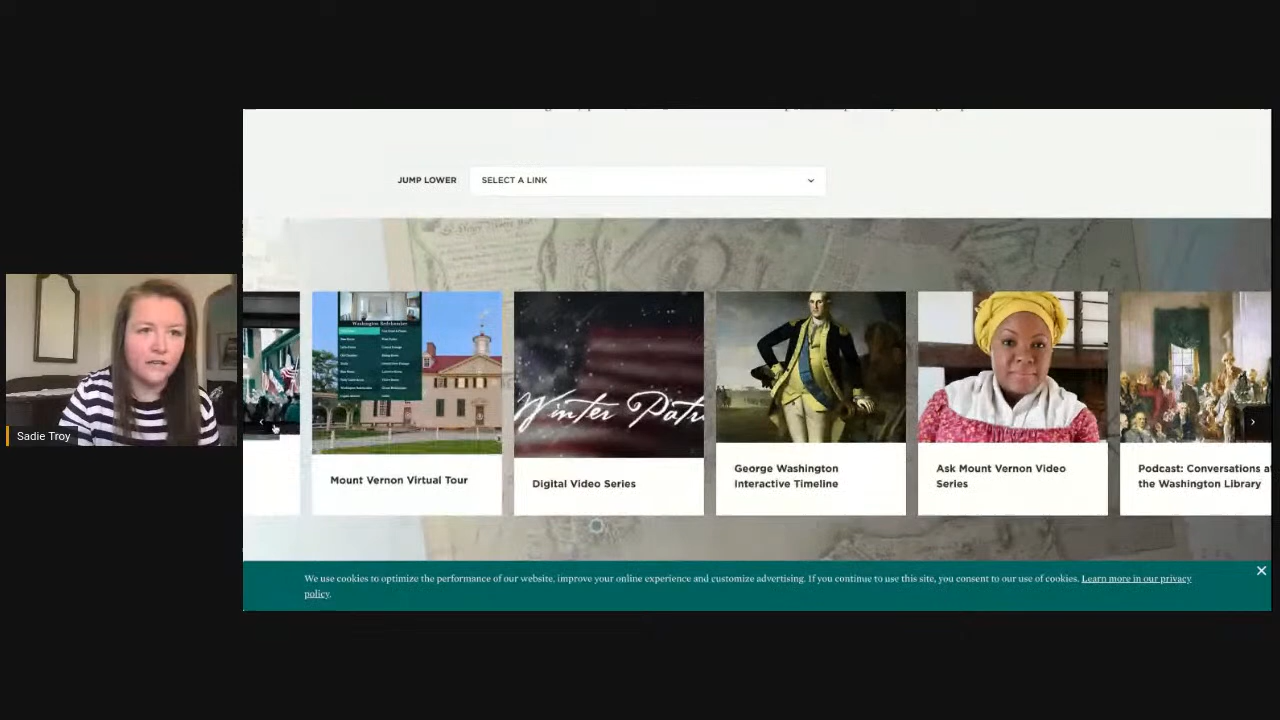 JUMP LOWER
SELECT A LINK
Mount Vernon Virtual Tour
Winter Patr
Digital Video Series
George Washington
Interactive Timeline
Ask Mount Vernon Video
Series
Podcast: Conversations at
the Washington Library
Sadie Troy
We use cookies to optimize the performance of our website, improve your online experience and customize advertising. If you continue to use this site, you consent to our use of cookies. Learn more in our privacy
policy.